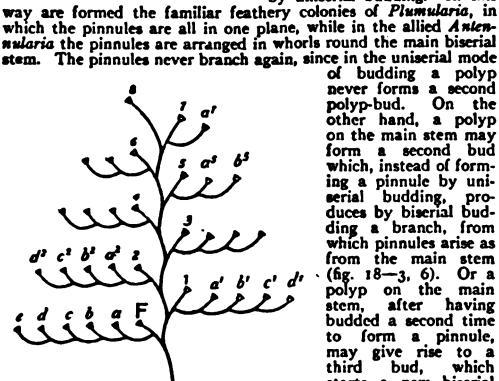 way are formed the familiar feathery colonies of Plumularia, in
which the pinnules are all in one plane, while in the allied Anten-
nularia the pinnules are arranged in whorls round the main biserial
stem. The pinnules never branch again, since in the uniserial mode
of budding a polyp
never forms a second
polyp-bud. On the
other hand, a polyp
on the main stem may
form a second bud
which, instead of form-
ing a pinnule by uni-
serial budding, pro-
duces by biserial bud-
ding a branch, from
which pinnules arise as
from the main stem
(fig. 18—3, 6). Or a
polyp on the main
stem, after having
budded a second time
to form a pinnule,
may give rise to a
third bud, which
8
7 a¹
6
5 a⁵ b⁵
4
3
d² c² b² a² 2
1 a¹ b¹ c¹ d¹
e d c b a F